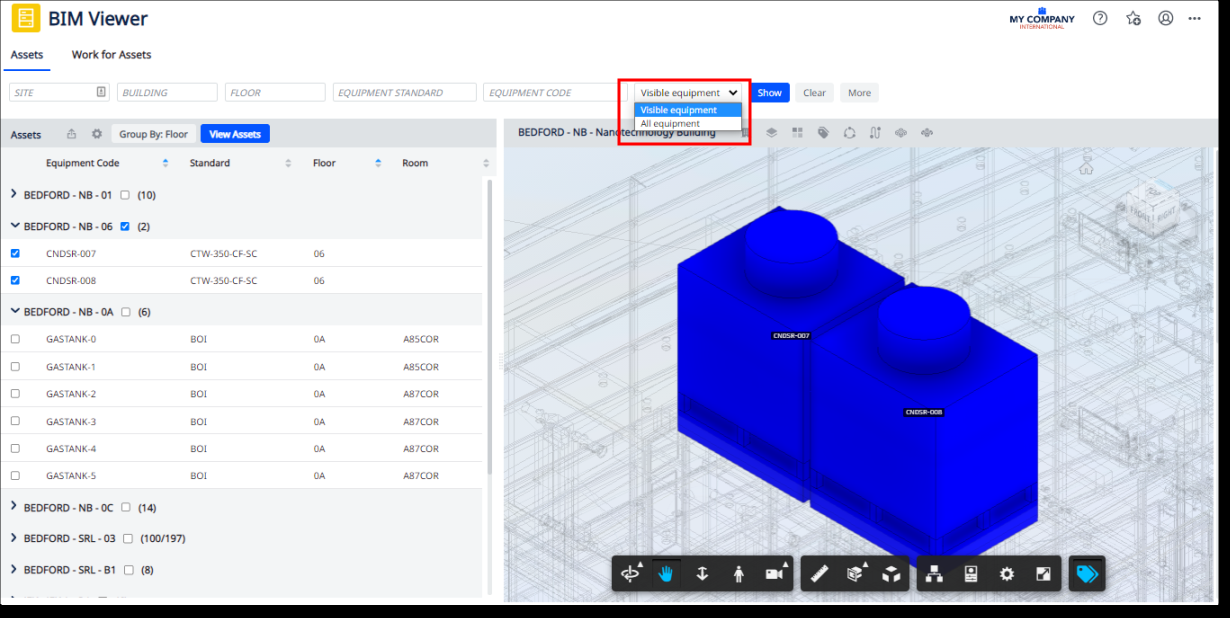 BIM Viewer
MY COMPANY
INTERNATIONAL
Assets
Work for Assets
SITE
BUILDING
FLOOR
EQUIPMENT STANDARD
EQUIPMENT CODE
Visible equipment
Show
Clear
More
Visible equipment
All equipment
Assets
Group By: Floor
View Assets
BEDFORD - NB - Nanotechnology Building
Equipment Code Standard Floor Room
BEDFORD - NB - 01 (10)
BEDFORD - NB - 06 (2)
CNDSR-007 CTW-350-CF-SC 06
CNDSR-008 CTW-350-CF-SC 06
BEDFORD - NB - 0A (6)
GASTANK-0 BOI 0A A85COR
GASTANK-1 BOI 0A A85COR
GASTANK-2 BOI 0A A87COR
GASTANK-3 BOI 0A A87COR
GASTANK-4 BOI 0A A87COR
GASTANK-5 BOI 0A A87COR
BEDFORD - NB - 0C (14)
BEDFORD - SRL - 03 (100/197)
BEDFORD - SRL - B1 (8)
FRONT
RIGHT
CNDSR-007
CNDSR-008